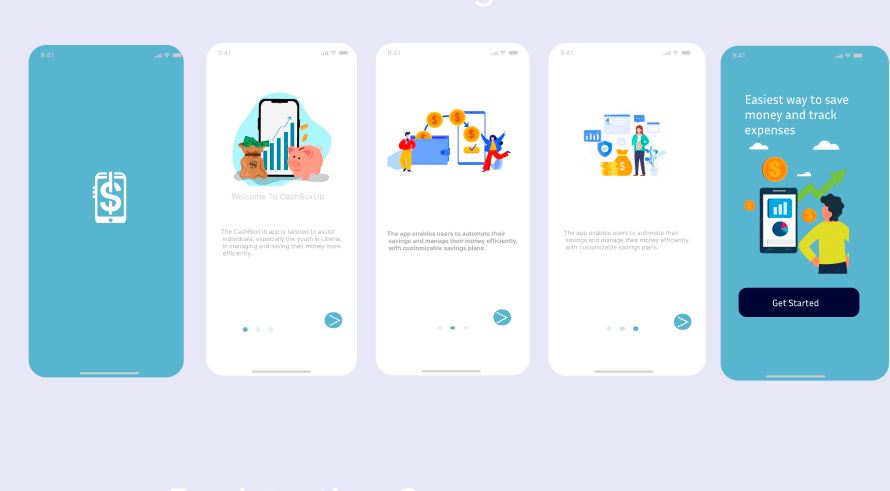 9:41
$
9:41
$
Welcome To CashBoxLib
The CashBoxLib app is tailored to assist
individuals, especially the youth in Liberia,
in managing and saving their money more
efficiently.
9:41
$
$
$
$
The app enables users to automate their
savings and manage their money efficiently,
with customizable savings plans.
9:41
$
The app enables users to automate their
savings and manage their money efficiently,
with customizable savings plans.
9:41
Easiest way to save
money and track
expenses
$
$
$
Get Started